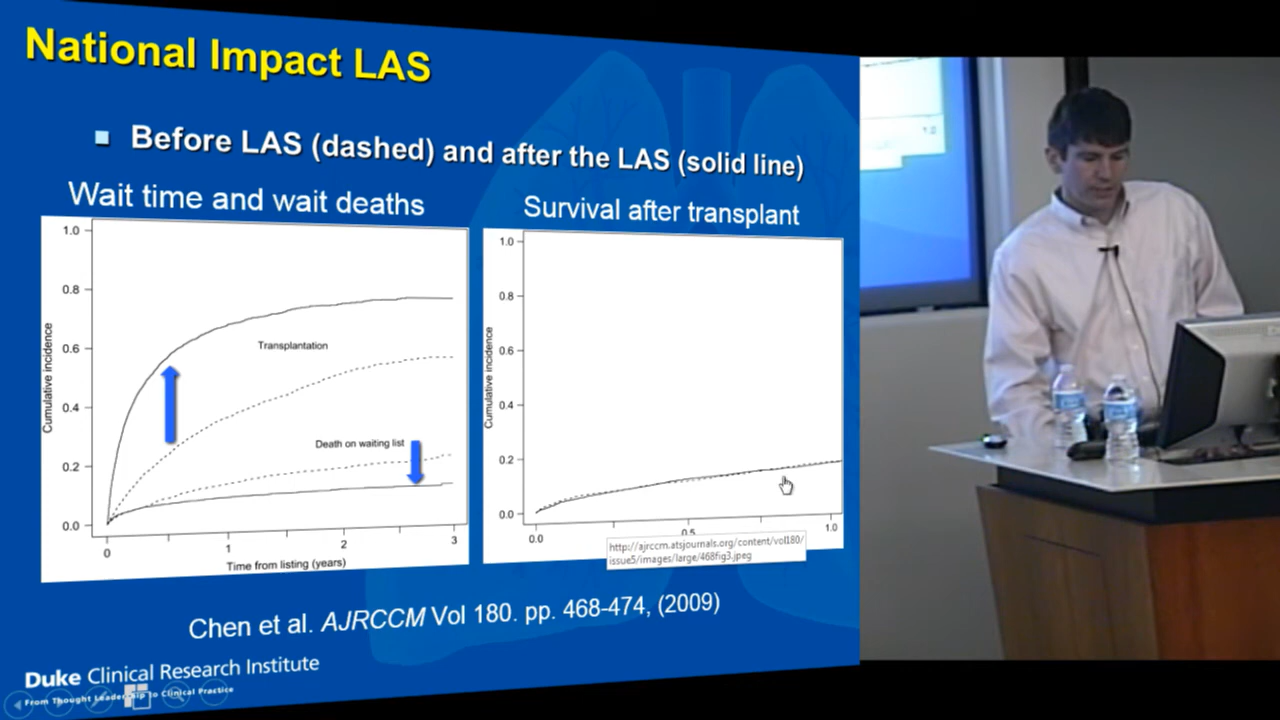 National Impact LAS
Before LAS (dashed) and after the LAS (solid line)
Wait time and wait deaths
1.0
0.8
0.6
0.4
0.2
0.0
Cumulative incidence
Transplantation
Death on waiting list
0 1 2 3
Time from listing (years)
Survival after transplant
1.0
0.8
0.6
0.4
0.2
0.0
Cumulative incidence
0.0 0.5 1.0
http://ajrccm.atsjournals.org/content/vol180/
issue5/images/large/468fig3.jpeg
Chen et al. AJRCCM Vol 180. pp. 468-474, (2009)
Duke Clinical Research Institute
From Thought Leadership to Clinical Practice
1.0